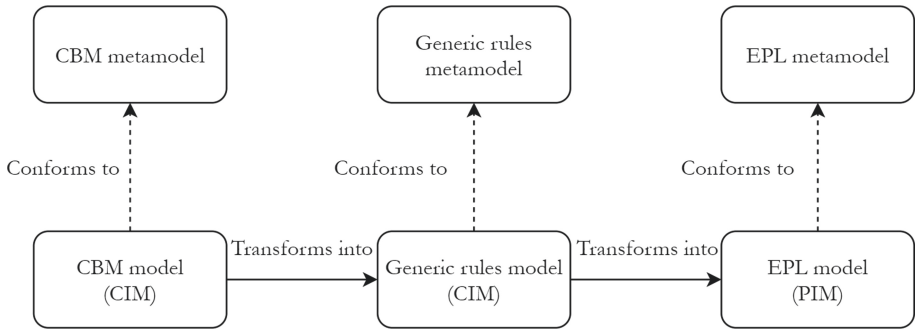 CBM metamodel
Generic rules
metamodel
EPL metamodel
Conforms to
Conforms to
Conforms to
Transforms into
Transforms into
CBM model
(CIM)
Generic rules model
(CIM)
EPL model
(PIM)